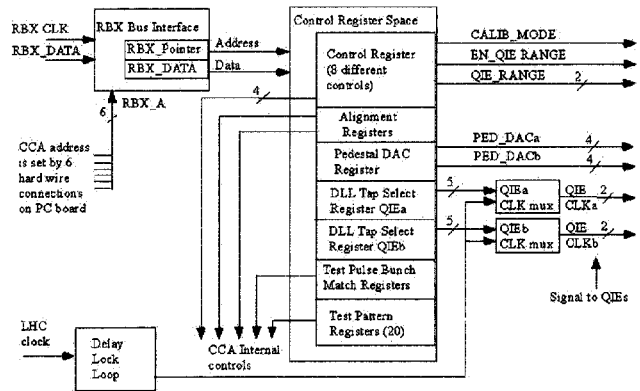 RBX CLK
RBX_DATA
RBX Bus Interface
RBX_Pointer
RBX_DATA
Address
Data
6
RBX_A
CCA address
is set by 6
hard wire
connections
on PC board
Control Register Space
Control Register
(8 different
controls)
Alignment
Registers
Pedestal DAC
Register
DLL Tap Select
Register QIEa
DLL Tap Select
Register QIEb
Test Pulse Bunch
Match Registers
Test Pattern
Registers (20)
4
CCA Internal
controls
CALIB_MODE
EN_QIE RANGE
QIE_RANGE
2
PED_DACa
4
PED_DACb
4
5
QIEa
CLK mux
QIE
CLKa
2
5
QIEb
CLK mux
QIE
CLKb
2
Signal to QIEs
LHC
clock
Delay
Lock
Loop